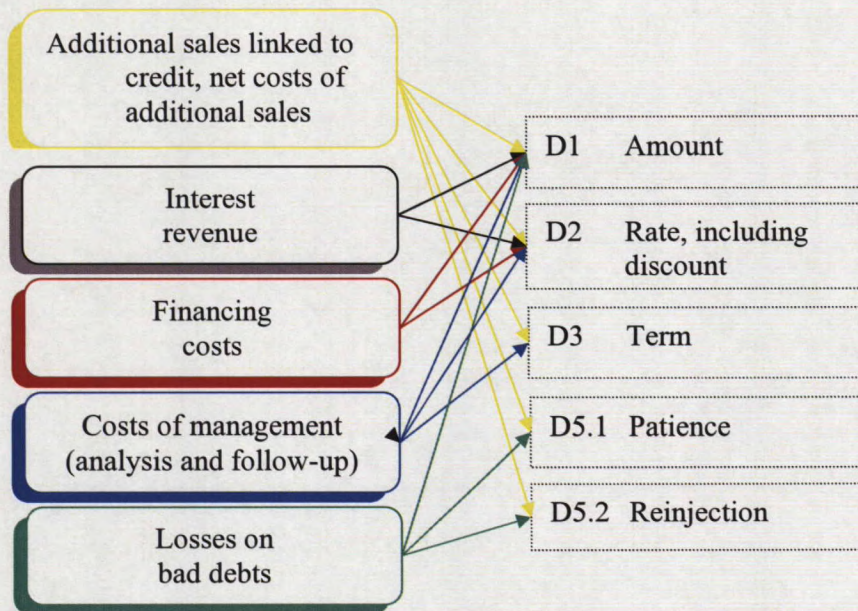 Additional sales linked to
credit, net costs of
additional sales
Interest
revenue
Financing
costs
Costs of management
(analysis and follow-up)
Losses on
bad debts
D1 Amount
D2 Rate, including
discount
D3 Term
D5.1 Patience
D5.2 Reinjection